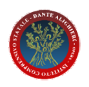 ISTITUTO COMPRENSIVO STATALE - DANTE ALIGHIERI -